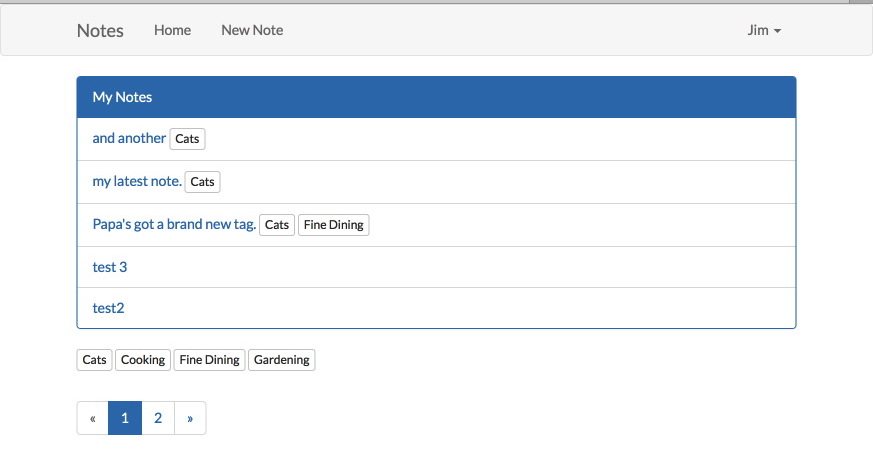 Notes Home New Note Jim
My Notes
and another Cats
my latest note. Cats
Papa's got a brand new tag. Cats Fine Dining
test 3
test2
Cats Cooking Fine Dining Gardening
« 1 2 »